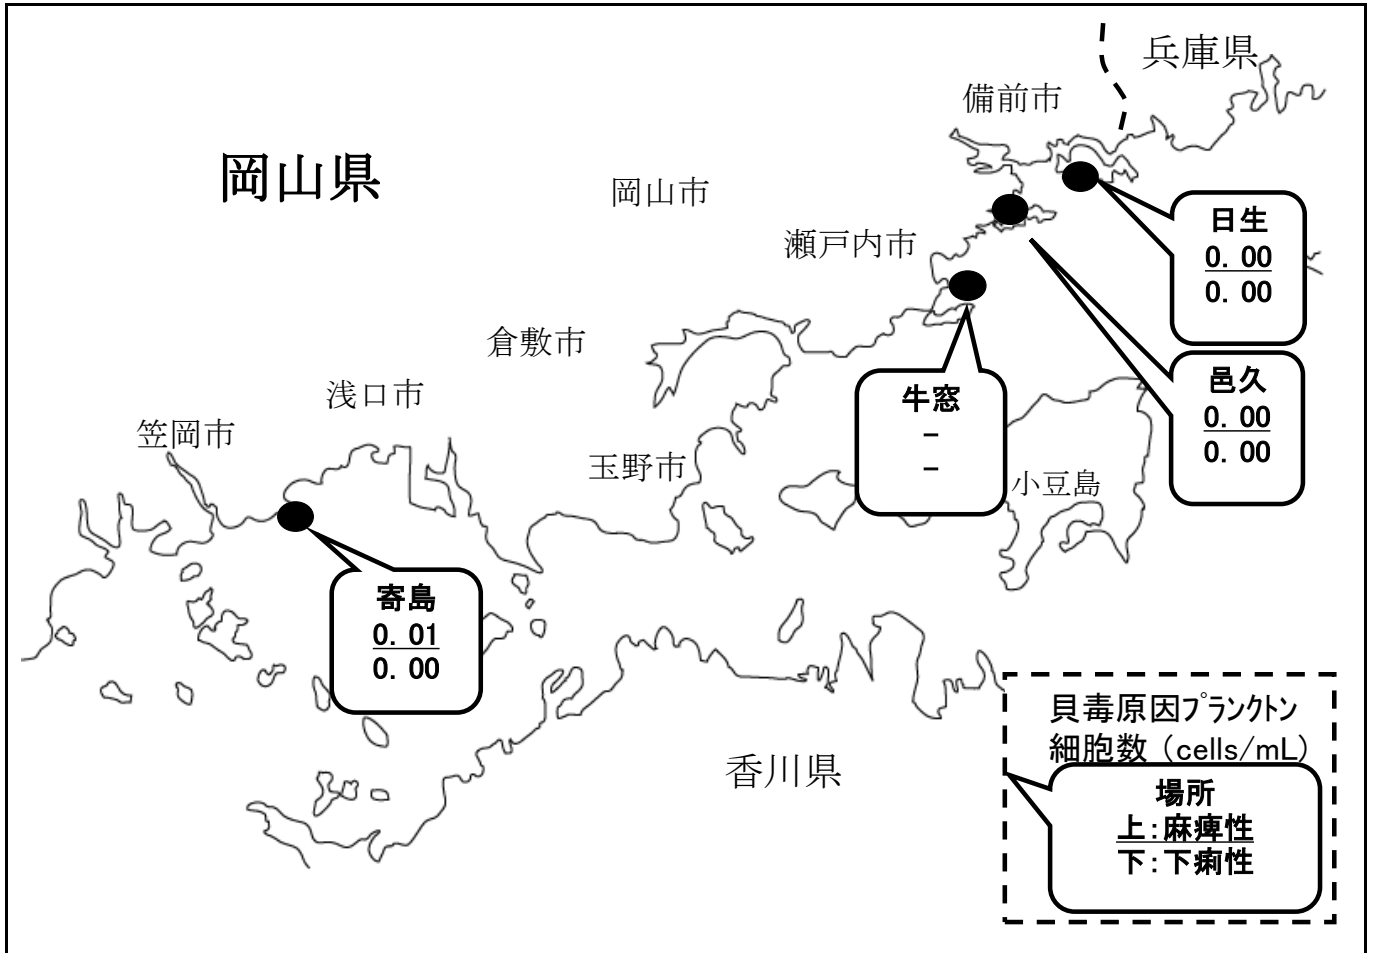 兵庫県
備前市
岡山県
岡山市
瀬戸内市
日生
0.00
0.00
倉敷市
浅口市
笠岡市
玉野市
牛窓
-
-
邑久
0.00
0.00
小豆島
寄島
0.01
0.00
香川県
貝毒原因プランクトン
細胞数 (cells/mL)
場所
上:麻痺性
下:下痢性